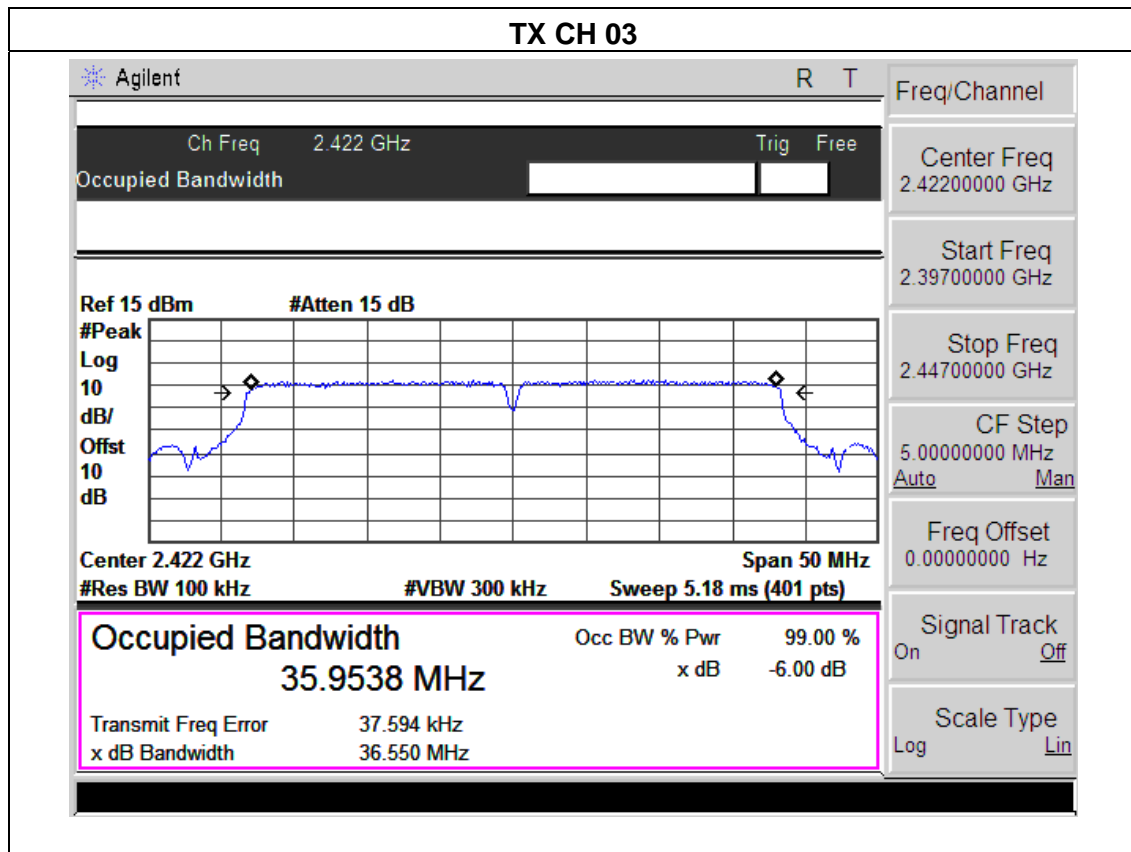 TX CH 03
Agilent R T
Freq/Channel
Ch Freq 2.422 GHz Trig Free
Occupied Bandwidth
Center Freq
2.42200000 GHz
Start Freq
2.39700000 GHz
Stop Freq
2.44700000 GHz
CF Step
5.00000000 MHz
Auto Man
Freq Offset
0.00000000 Hz
Signal Track
On Off
Scale Type
Log Lin
Ref 15 dBm #Atten 15 dB
#Peak
Log
10
dB/
Offst
10
dB
Center 2.422 GHz Span 50 MHz
#Res BW 100 kHz #VBW 300 kHz Sweep 5.18 ms (401 pts)
Occupied Bandwidth Occ BW % Pwr 99.00 %
35.9538 MHz x dB -6.00 dB
Transmit Freq Error 37.594 kHz
x dB Bandwidth 36.550 MHz